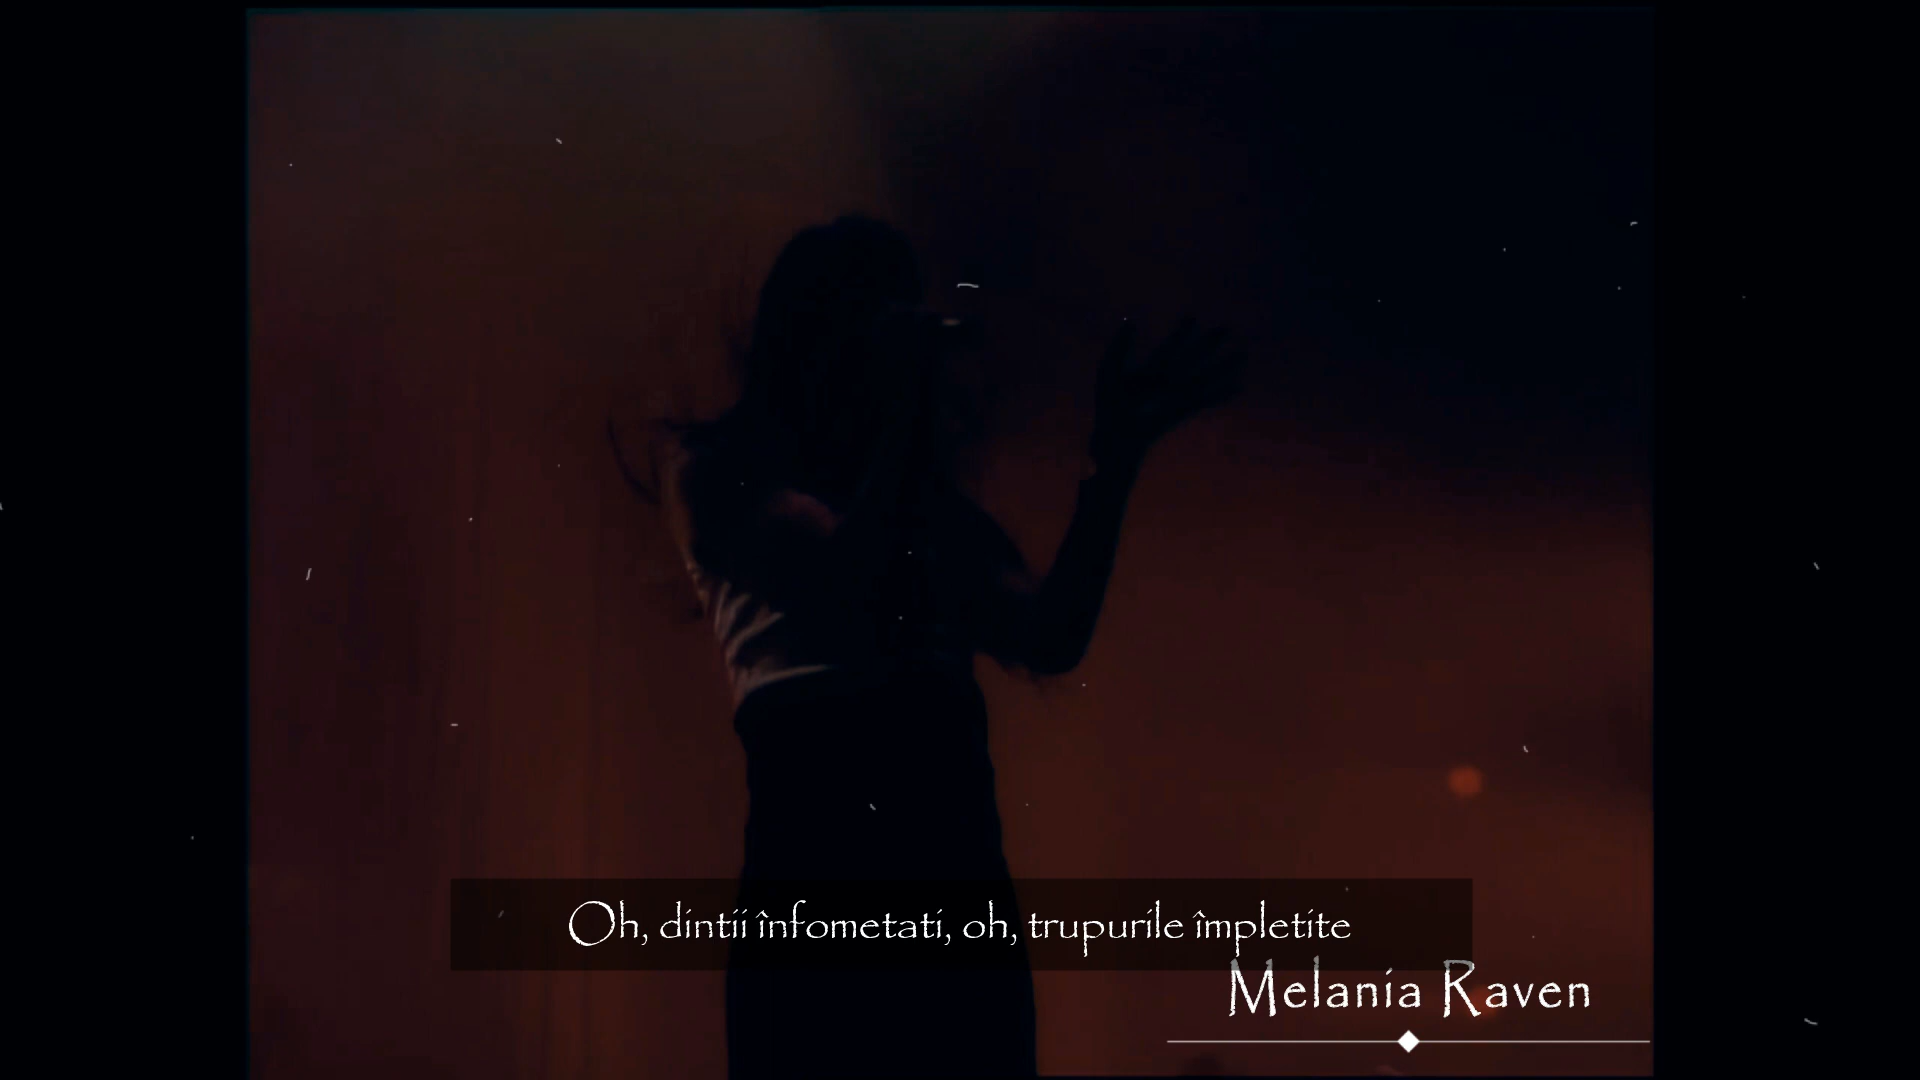 Oh, dintii înfometati, oh, trupurile împletite
Melania Raven